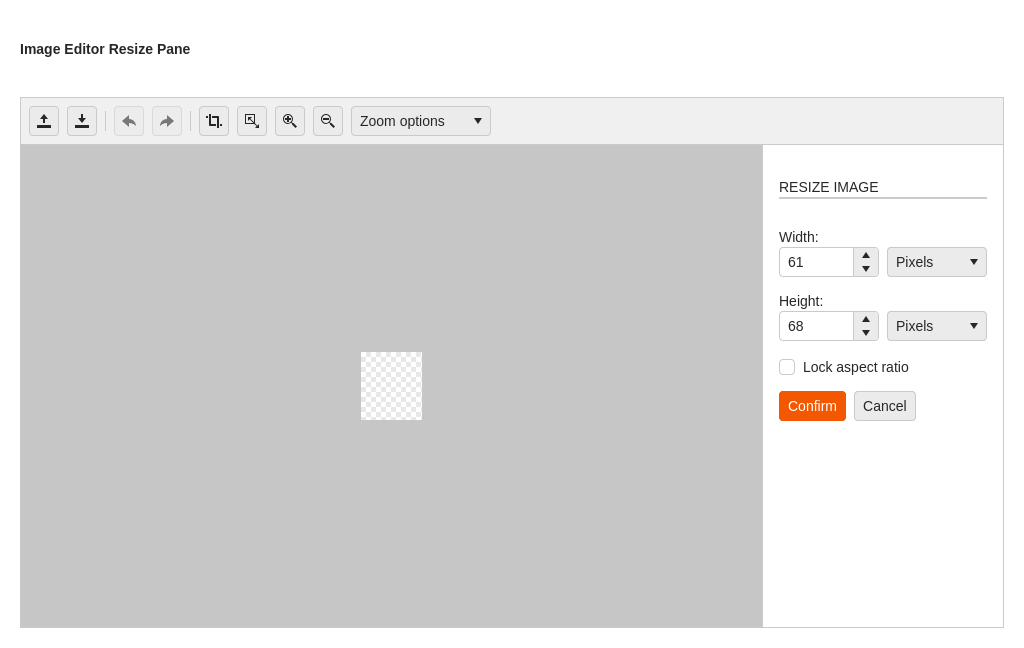 Image Editor Resize Pane
Zoom options
RESIZE IMAGE
Width:
61 Pixels
Height:
68 Pixels
Lock aspect ratio
Confirm Cancel